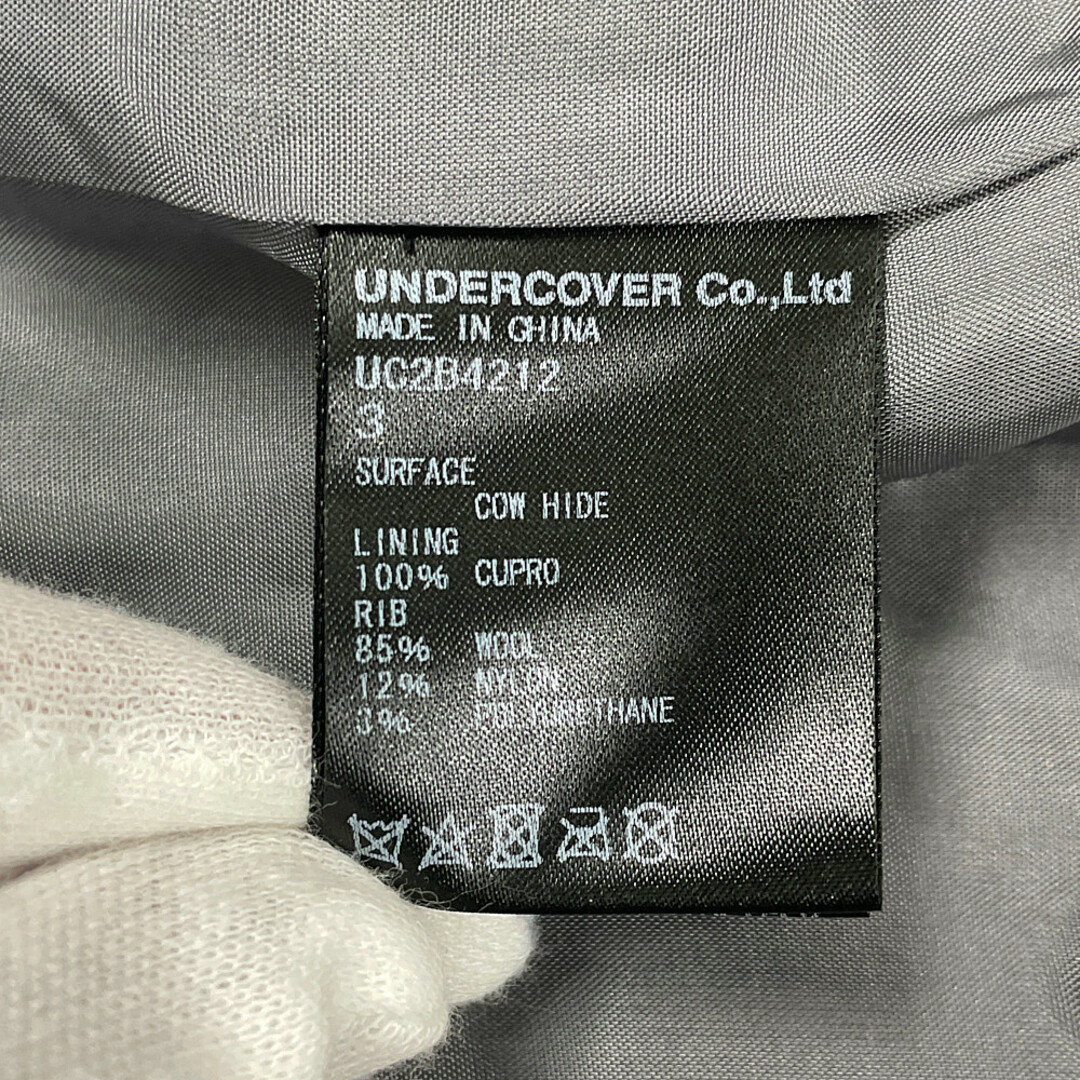 UNDERCOVER Co.,Ltd
MADE IN CHINA
UC2B4212
3
SURFACE
COW HIDE
LINING
100% CUPRO
RIB
85% WOOL
12% NYLON
3% POLYURETHANE